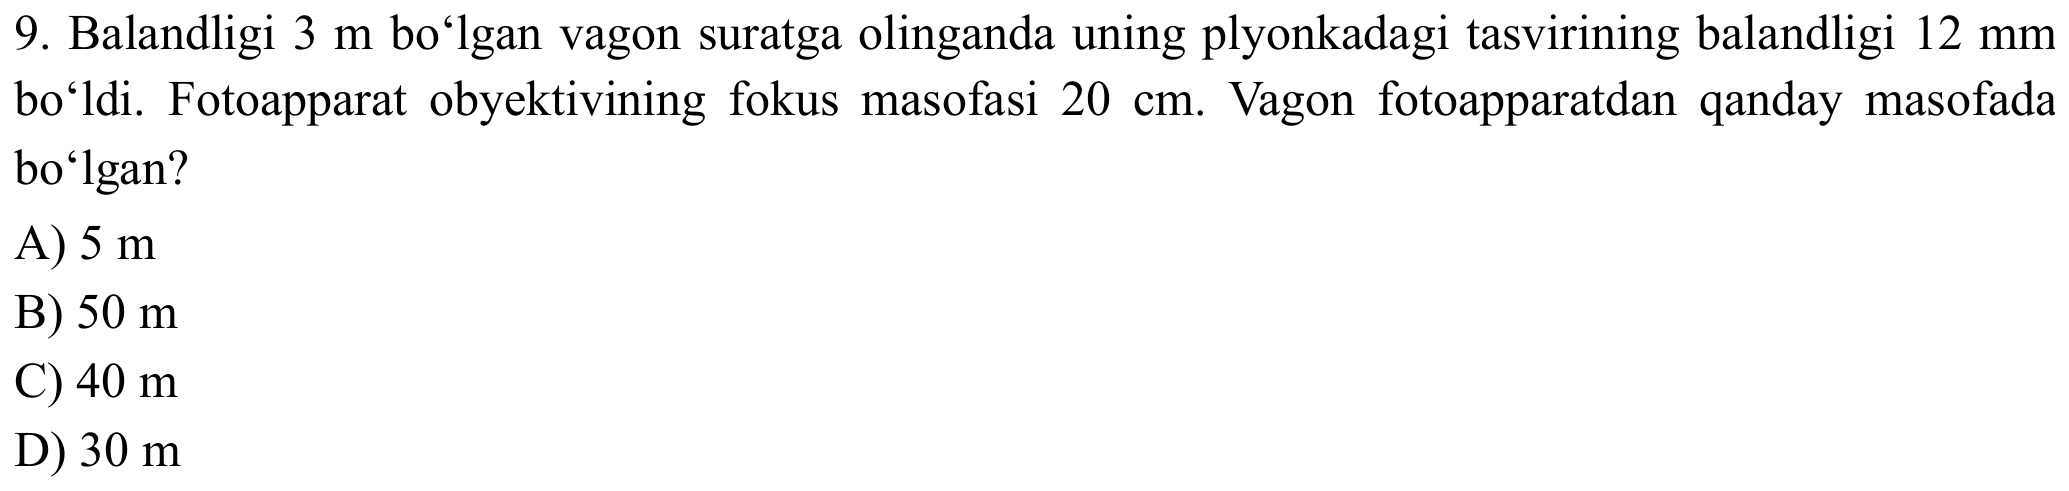 9. Balandligi 3 m bo‘lgan vagon suratga olinganda uning plyonkadagi tasvirining balandligi 12 mm
bo‘ldi. Fotoapparat obyektivining fokus masofasi 20 cm. Vagon fotoapparatdan qanday masofada
bo‘lgan?
A) 5 m
B) 50 m
C) 40 m
D) 30 m